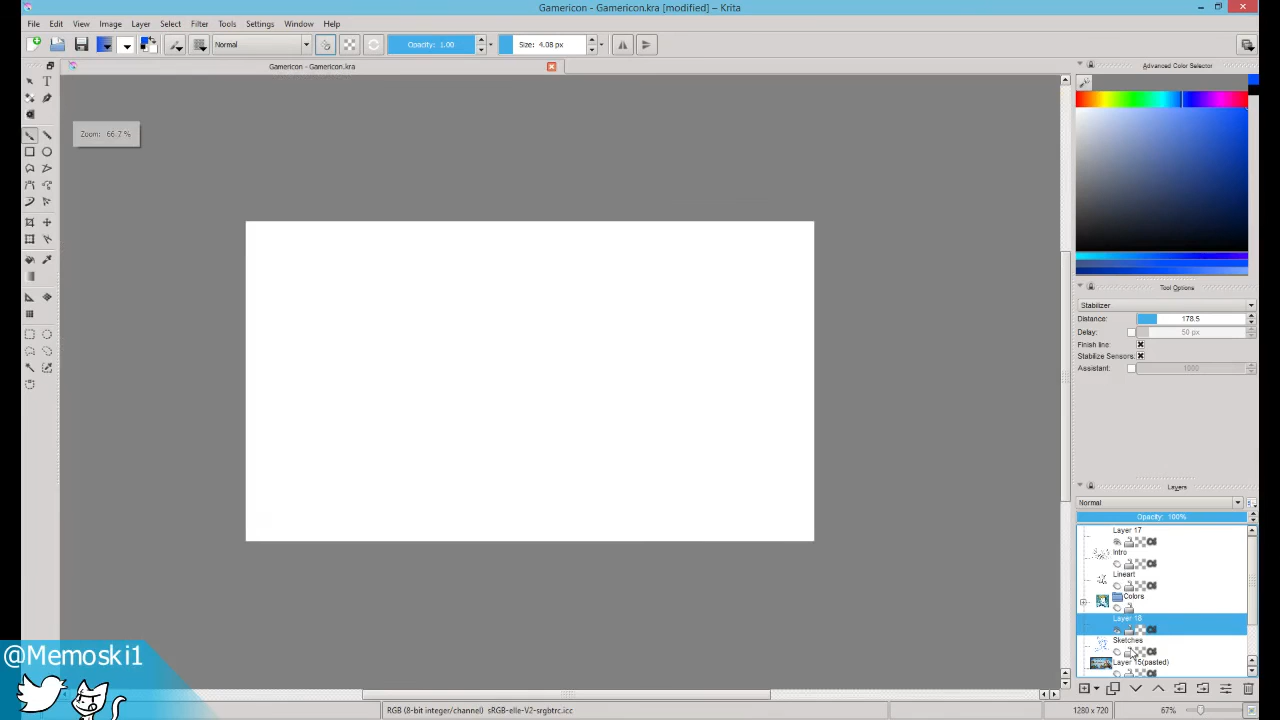 Gamericon - Gamericon.kra [modified] – Krita
File Edit View Image Layer Select Filter Tools Settings Window Help
Normal Opacity: 1.00 Size: 4.08 px
Gamericon - Gamericon.kra
Advanced Color Selector
Zoom: 66.7 %
Tool Options
Stabilizer
Distance: 178.5
Delay: 50 px
Finish line:
Stabilize Sensors:
Assistant: 1000
Layers
Normal
Opacity: 100%
Layer 17
Intro
Lineart
Colors
Layer 18
Sketches
Layer 15(pasted)
@Memoski1
RGB (8-bit integer/channel) sRGB-elle-V2-srgbtrc.icc 1280 x 720 67%